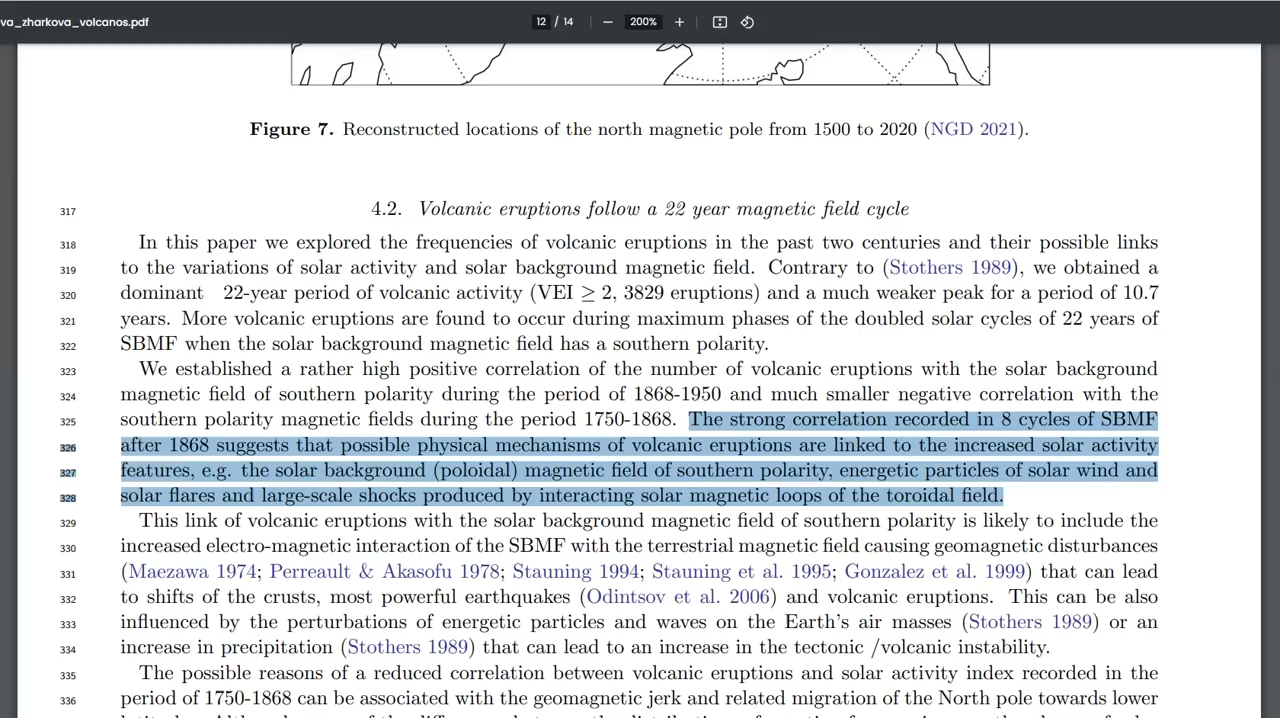 va_zharkova_volcanos.pdf
12 / 14
200%
Figure 7. Reconstructed locations of the north magnetic pole from 1500 to 2020 (NGD 2021).
317 4.2. Volcanic eruptions follow a 22 year magnetic field cycle
318 In this paper we explored the frequencies of volcanic eruptions in the past two centuries and their possible links
319 to the variations of solar activity and solar background magnetic field. Contrary to (Stothers 1989), we obtained a
320 dominant 22-year period of volcanic activity (VEI ≥ 2, 3829 eruptions) and a much weaker peak for a period of 10.7
321 years. More volcanic eruptions are found to occur during maximum phases of the doubled solar cycles of 22 years of
322 SBMF when the solar background magnetic field has a southern polarity.
323 We established a rather high positive correlation of the number of volcanic eruptions with the solar background
324 magnetic field of southern polarity during the period of 1868-1950 and much smaller negative correlation with the
325 southern polarity magnetic fields during the period 1750-1868. The strong correlation recorded in 8 cycles of SBMF
326 after 1868 suggests that possible physical mechanisms of volcanic eruptions are linked to the increased solar activity
327 features, e.g. the solar background (poloidal) magnetic field of southern polarity, energetic particles of solar wind and
328 solar flares and large-scale shocks produced by interacting solar magnetic loops of the toroidal field.
329 This link of volcanic eruptions with the solar background magnetic field of southern polarity is likely to include the
330 increased electro-magnetic interaction of the SBMF with the terrestrial magnetic field causing geomagnetic disturbances
331 (Maezawa 1974; Perreault & Akasofu 1978; Stauning 1994; Stauning et al. 1995; Gonzalez et al. 1999) that can lead
332 to shifts of the crusts, most powerful earthquakes (Odintsov et al. 2006) and volcanic eruptions. This can be also
333 influenced by the perturbations of energetic particles and waves on the Earth's air masses (Stothers 1989) or an
334 increase in precipitation (Stothers 1989) that can lead to an increase in the tectonic /volcanic instability.
335 The possible reasons of a reduced correlation between volcanic eruptions and solar activity index recorded in the
336 period of 1750-1868 can be associated with the geomagnetic jerk and related migration of the North pole towards lower